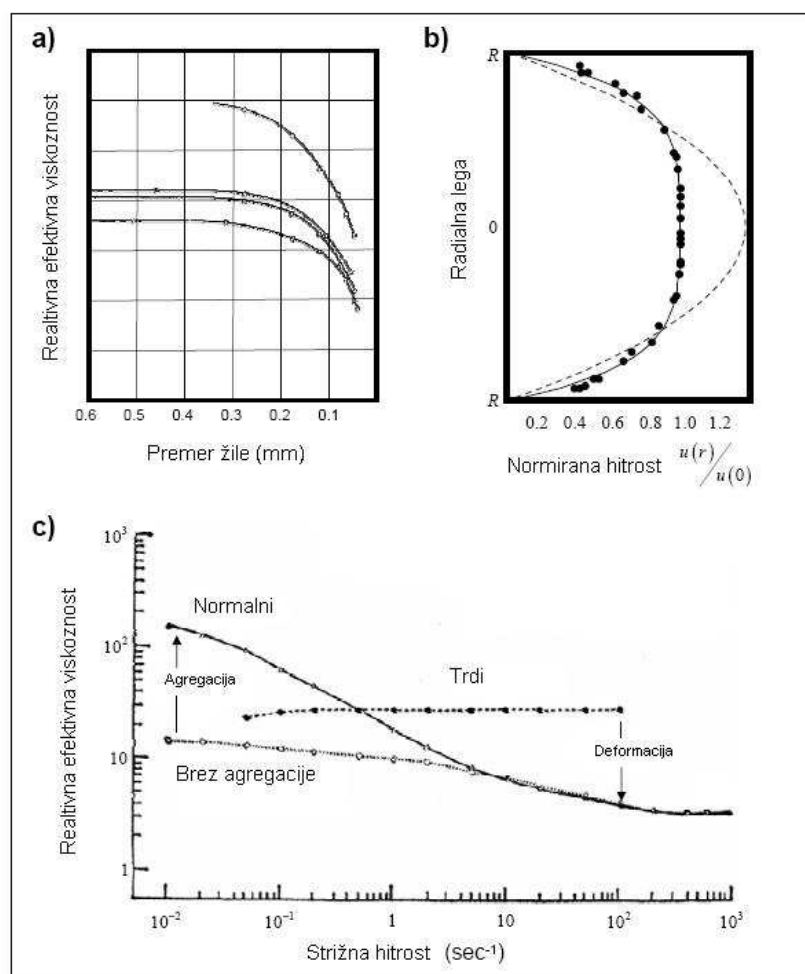 a)
Realtivna efektivna viskoznost
0.6 0.5 0.4 0.3 0.2 0.1
Premer žile (mm)
b)
Radialna lega
R
0
R
0.2 0.4 0.6 0.8 1.0 1.2
Normirana hitrost u(r)/u(0)
c)
Realtivna efektivna viskoznost
10³
10²
10
1
Normalni
Agregacija
Trdi
Deformacija
Brez agregacije
10⁻² 10⁻¹ 1 10 10² 10³
Strižna hitrost (sec⁻¹)